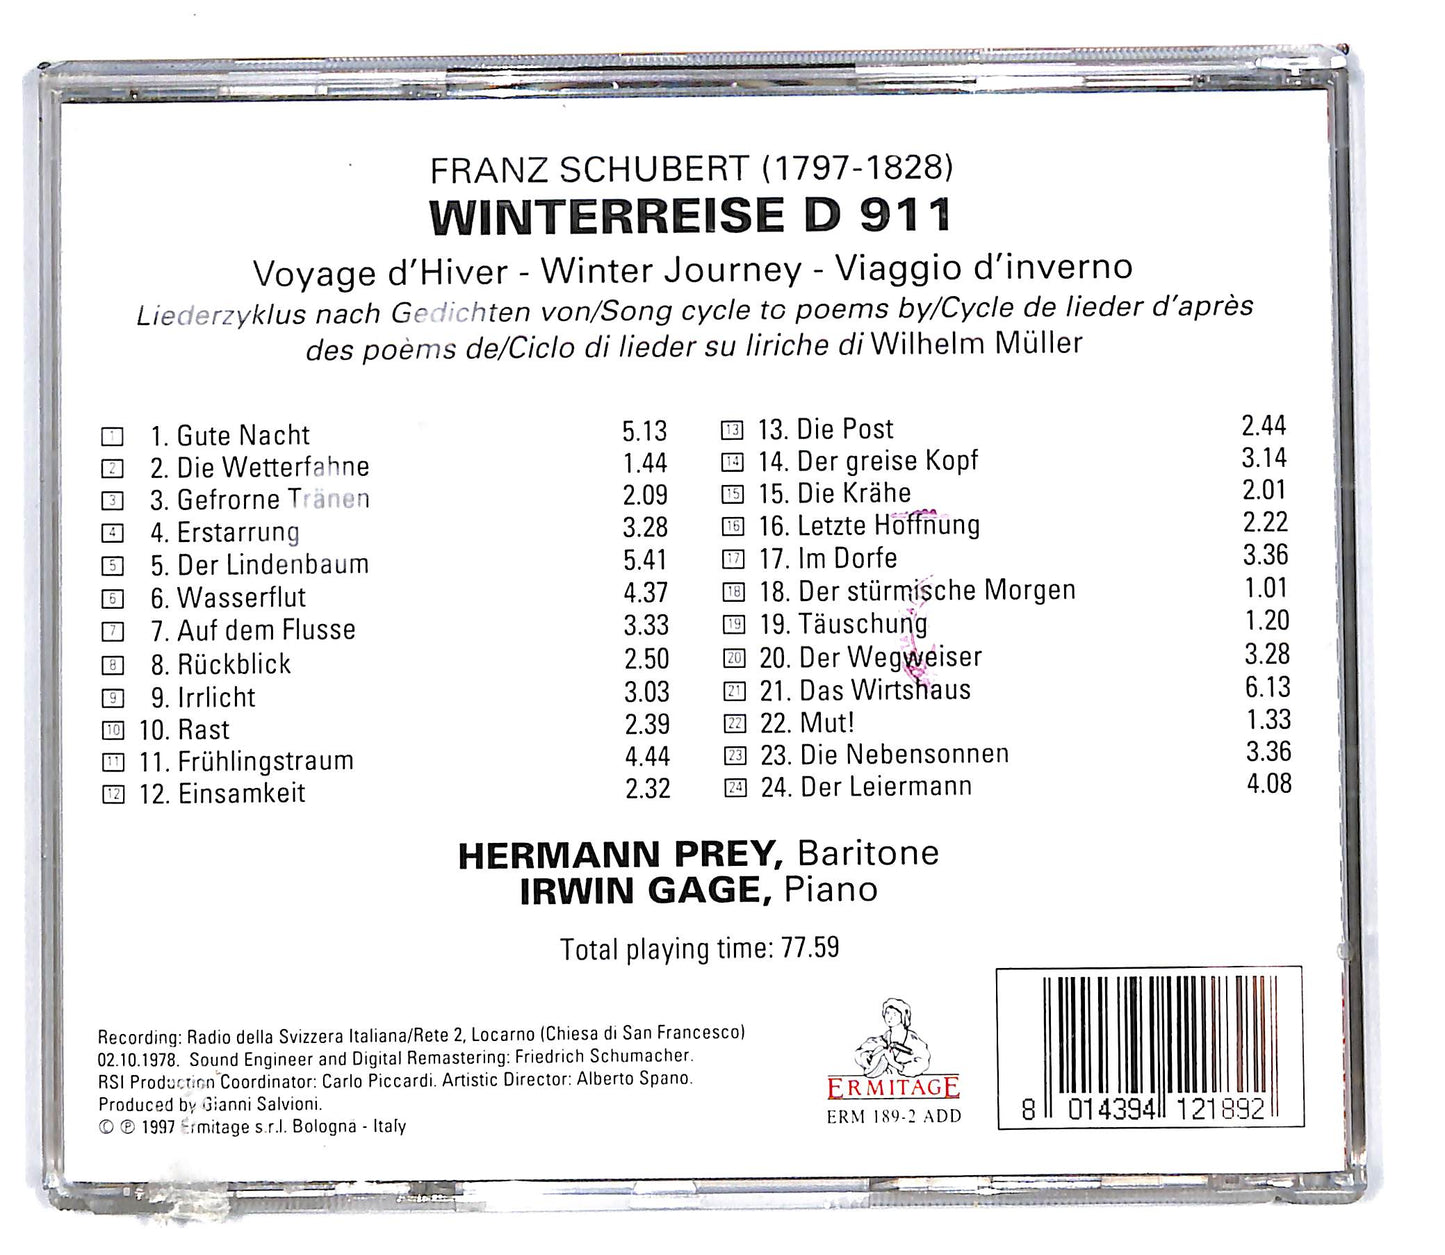 FRANZ SCHUBERT (1797-1828)
WINTERREISE D 911
Voyage d'Hiver - Winter Journey - Viaggio d'inverno
Liederzyklus nach Gedichten von/Song cycle to poems by/Cycle de lieder d'après
des poèms de/Ciclo di lieder su liriche di Wilhelm Müller
1 1. Gute Nacht 5.13
2 2. Die Wetterfahne 1.44
3 3. Gefrorne Tränen 2.09
4 4. Erstarrung 3.28
5 5. Der Lindenbaum 5.41
6 6. Wasserflut 4.37
7 7. Auf dem Flusse 3.33
8 8. Rückblick 2.50
9 9. Irrlicht 3.03
10 10. Rast 2.39
11 11. Frühlingstraum 4.44
12 12. Einsamkeit 2.32
13 13. Die Post 2.44
14 14. Der greise Kopf 3.14
15 15. Die Krähe 2.01
16 16. Letzte Hoffnung 2.22
17 17. Im Dorfe 3.36
18 18. Der stürmische Morgen 1.01
19 19. Täuschung 1.20
20 20. Der Wegweiser 3.28
21 21. Das Wirtshaus 6.13
22 22. Mut! 1.33
23 23. Die Nebensonnen 3.36
24 24. Der Leiermann 4.08
HERMANN PREY, Baritone
IRWIN GAGE, Piano
Total playing time: 77.59
Recording: Radio della Svizzera Italiana/Rete 2, Locarno (Chiesa di San Francesco)
02.10.1978. Sound Engineer and Digital Remastering: Friedrich Schumacher.
RSI Production Coordinator: Carlo Piccardi. Artistic Director: Alberto Spano.
Produced by Gianni Salvioni.
© ℗ 1997 Ermitage s.r.l. Bologna - Italy
ERMITAGE
ERM 189-2 ADD
8 014394 121892